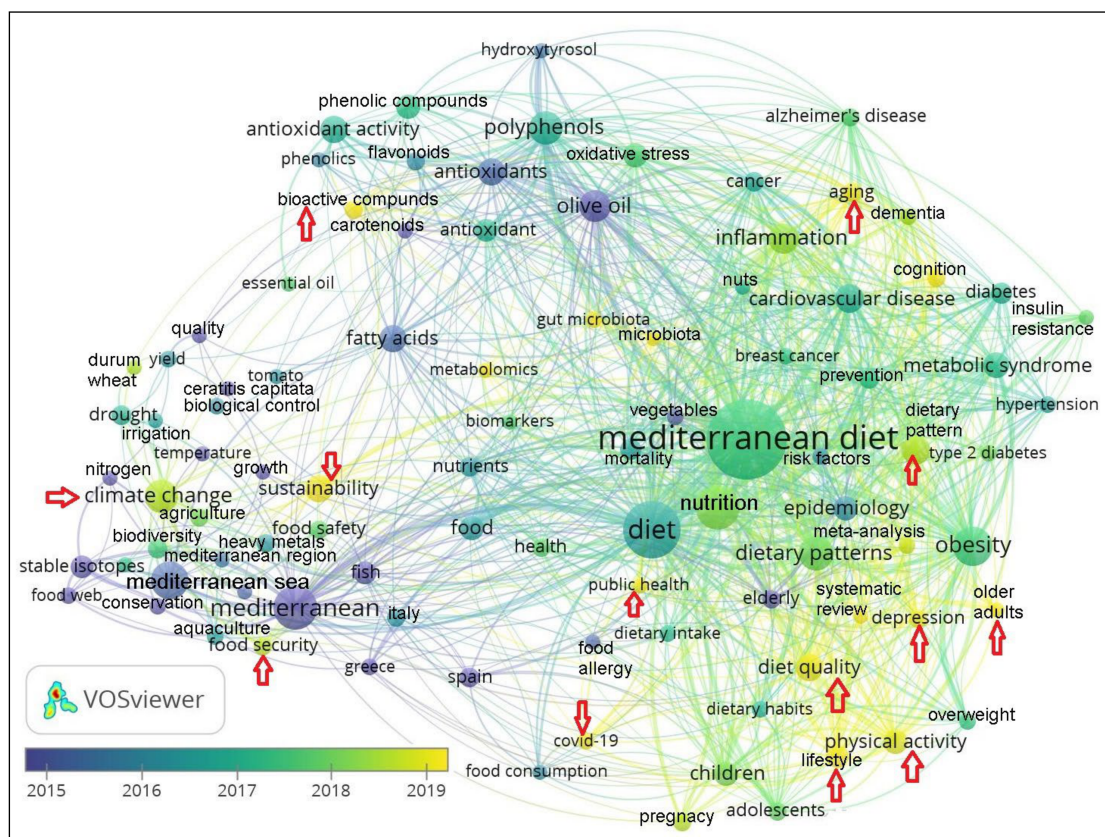 hydroxytyrosol
phenolic compounds
antioxidant activity
polyphenols
alzheimer's disease
phenolics
flavonoids
antioxidants
oxidative stress
cancer
aging
bioactive compunds
olive oil
dementia
carotenoids
antioxidant
inflammation
essential oil
nuts
cognition
cardiovascular disease
diabetes
insulin
resistance
gut microbiota
microbiota
quality
fatty acids
durum
wheat
yield
tomato
metabolomics
breast cancer
prevention
metabolic syndrome
ceratitis capitata
biological control
drought
irrigation
biomarkers
vegetables
hypertension
mediterranean diet
dietary
pattern
temperature
mortality
risk factors
type 2 diabetes
nitrogen
growth
nutrients
climate change
sustainability
nutrition
agriculture
epidemiology
food safety
food
diet
meta-analysis
biodiversity
heavy metals
health
dietary patterns
obesity
mediterranean region
stable isotopes
mediterranean sea
fish
public health
systematic
review
older
adults
food web
conservation
mediterranean
italy
elderly
depression
aquaculture
food security
dietary intake
food
allergy
greece
spain
diet quality
VOSviewer
dietary habits
overweight
covid-19
physical activity
lifestyle
food consumption
children
adolescents
pregnancy
2015 2016 2017 2018 2019